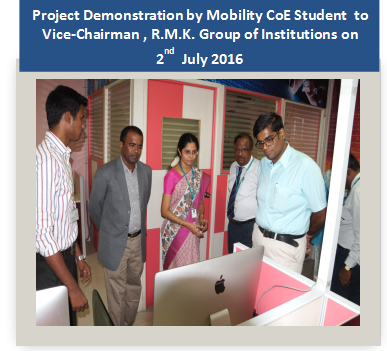 Project Demonstration by Mobility CoE Student to
Vice-Chairman , R.M.K. Group of Institutions on
2nd July 2016